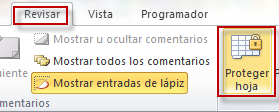 Revisar
Vista
Programador
Mostrar u ocultar comentarios
Mostrar todos los comentarios
Mostrar entradas de lápiz
Proteger
hoja